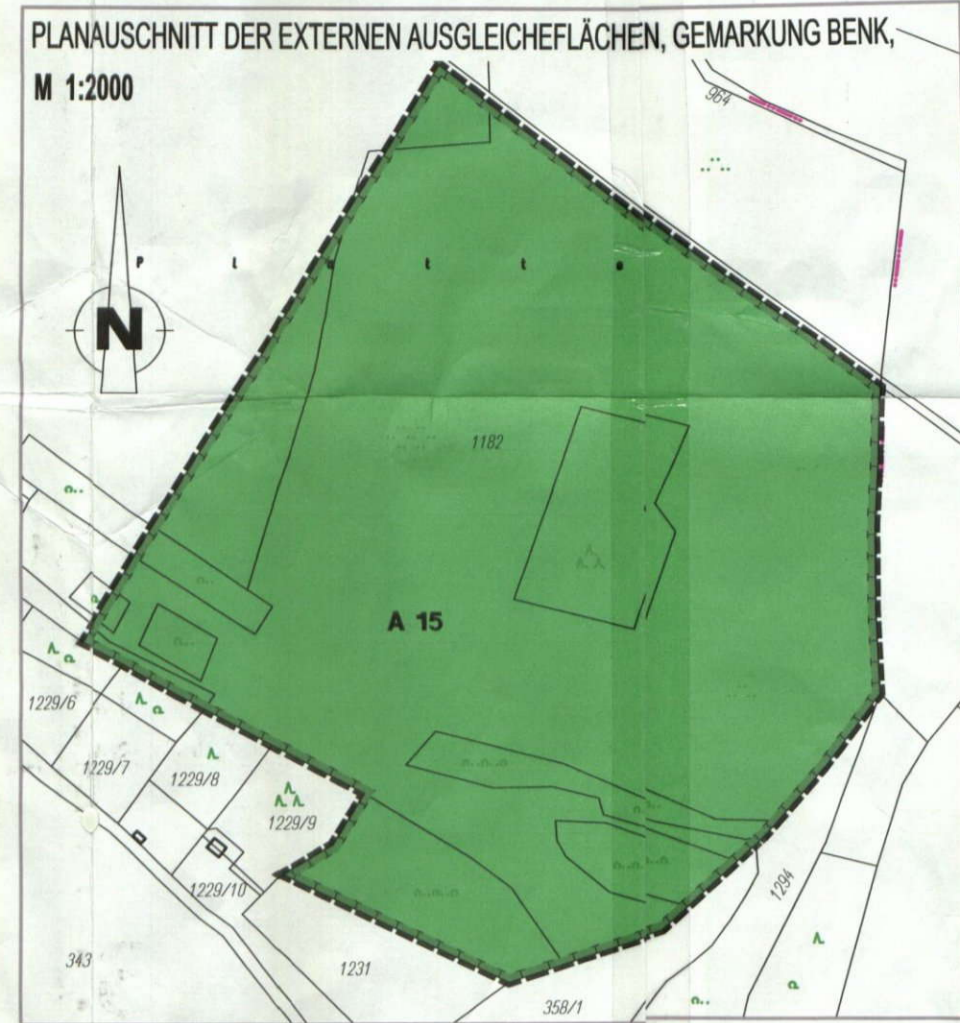 PLANAUSCHNITT DER EXTERNEN AUSGLEICHEFLÄCHEN, GEMARKUNG BENK,
M 1:2000
964
P l a t t e
N
1182
A 15
1229/6
1229/7
1229/8
1229/9
1229/10
1294
343
1231
358/1